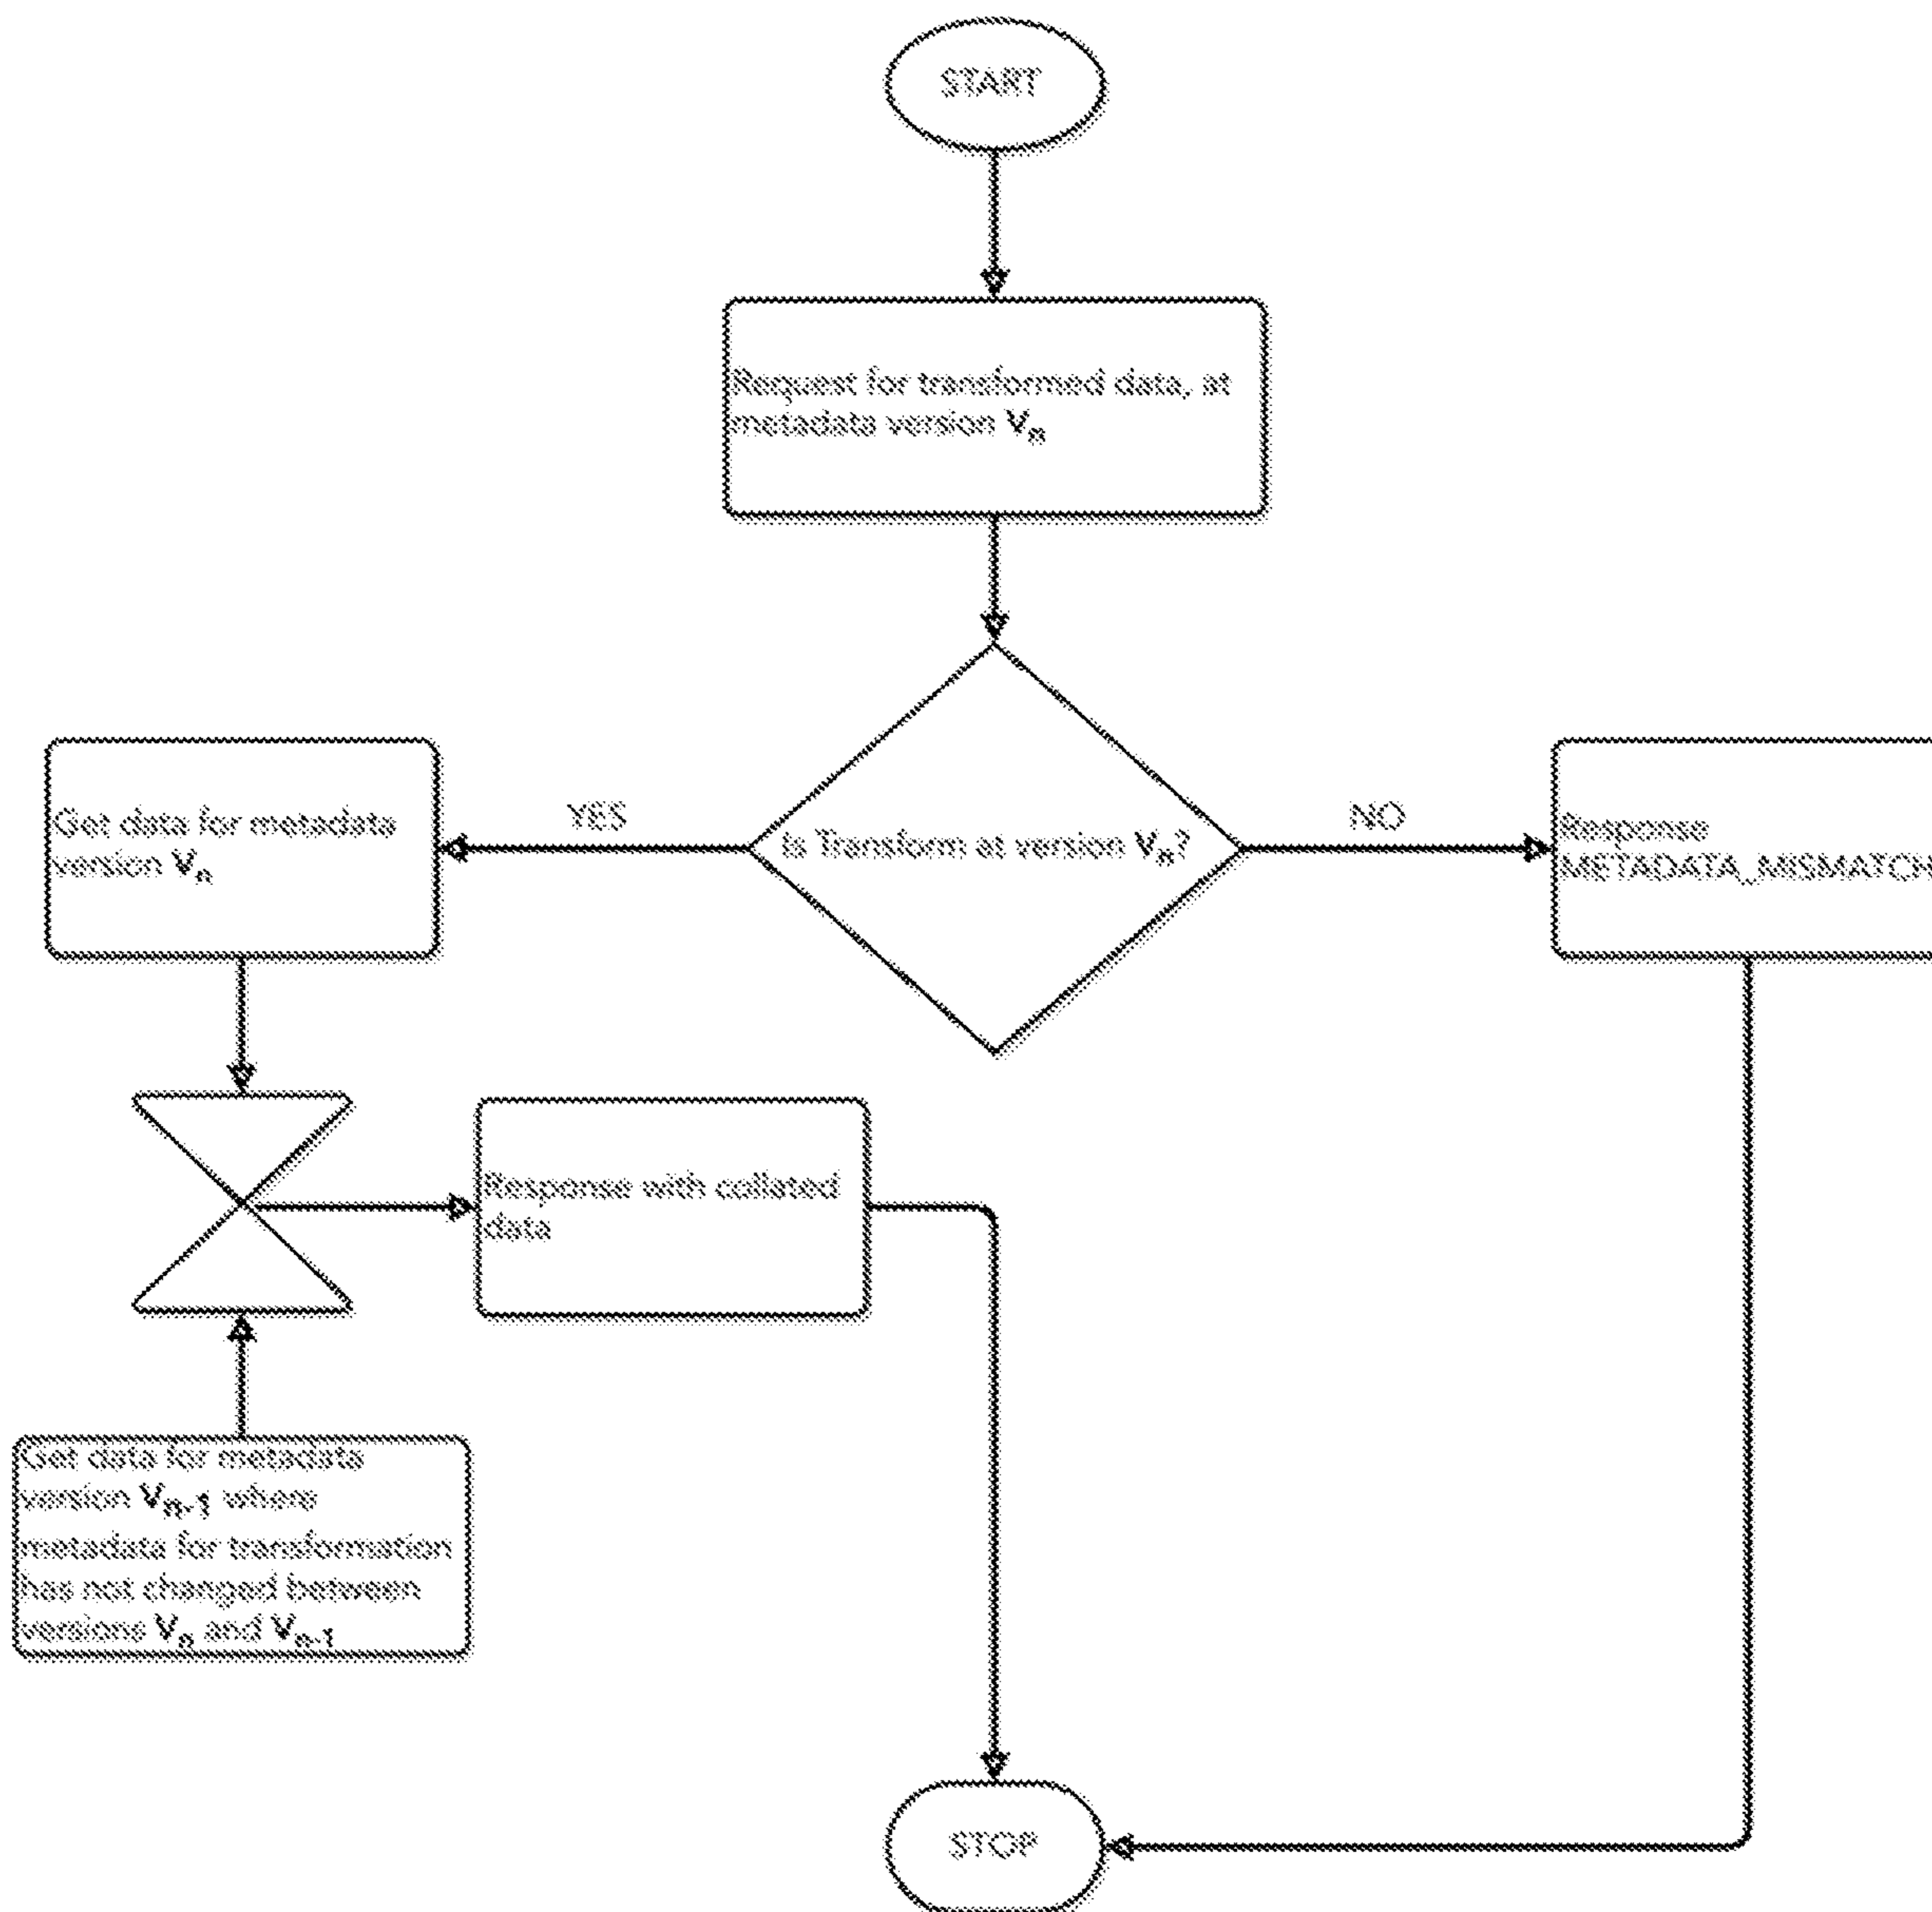 START
Request for transformed data, at
metadata version Vn
Is Transform at version Vn?
YES
NO
Get data for metadata
version Vn
Response
METADATA_MISMATCH
Response with collated
data
Get data for metadata
version Vn-1 where
metadata for transformation
has not changed between
versions Vn and Vn-1
STOP